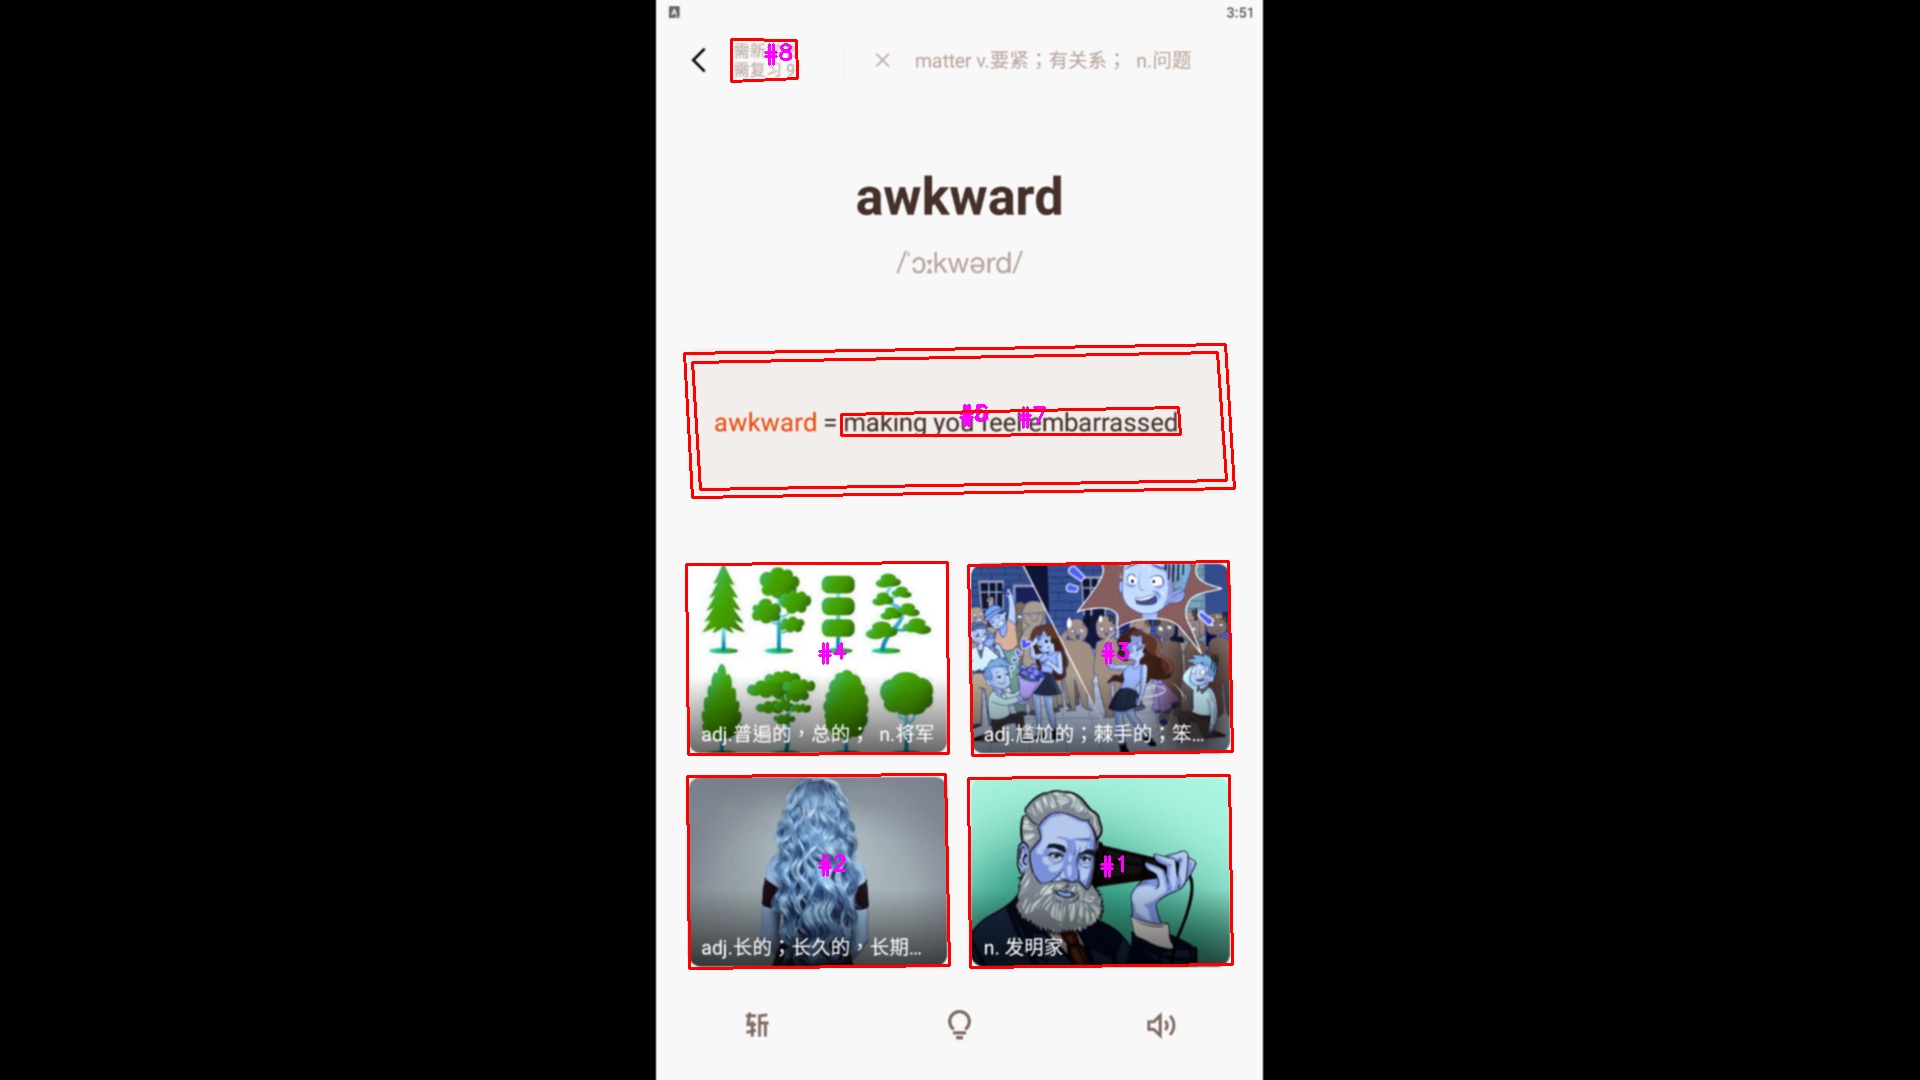 3:51
需新
需复习 9
matter v.要紧；有关系； n.问题
awkward
/ˈɔːkwərd/
awkward = making you feel embarrassed
#6 #7
#8
adj.普遍的，总的； n.将军
#4
adj.尴尬的；棘手的；笨...
#3
adj.长的；长久的，长期...
#2
n. 发明家
#1
斩